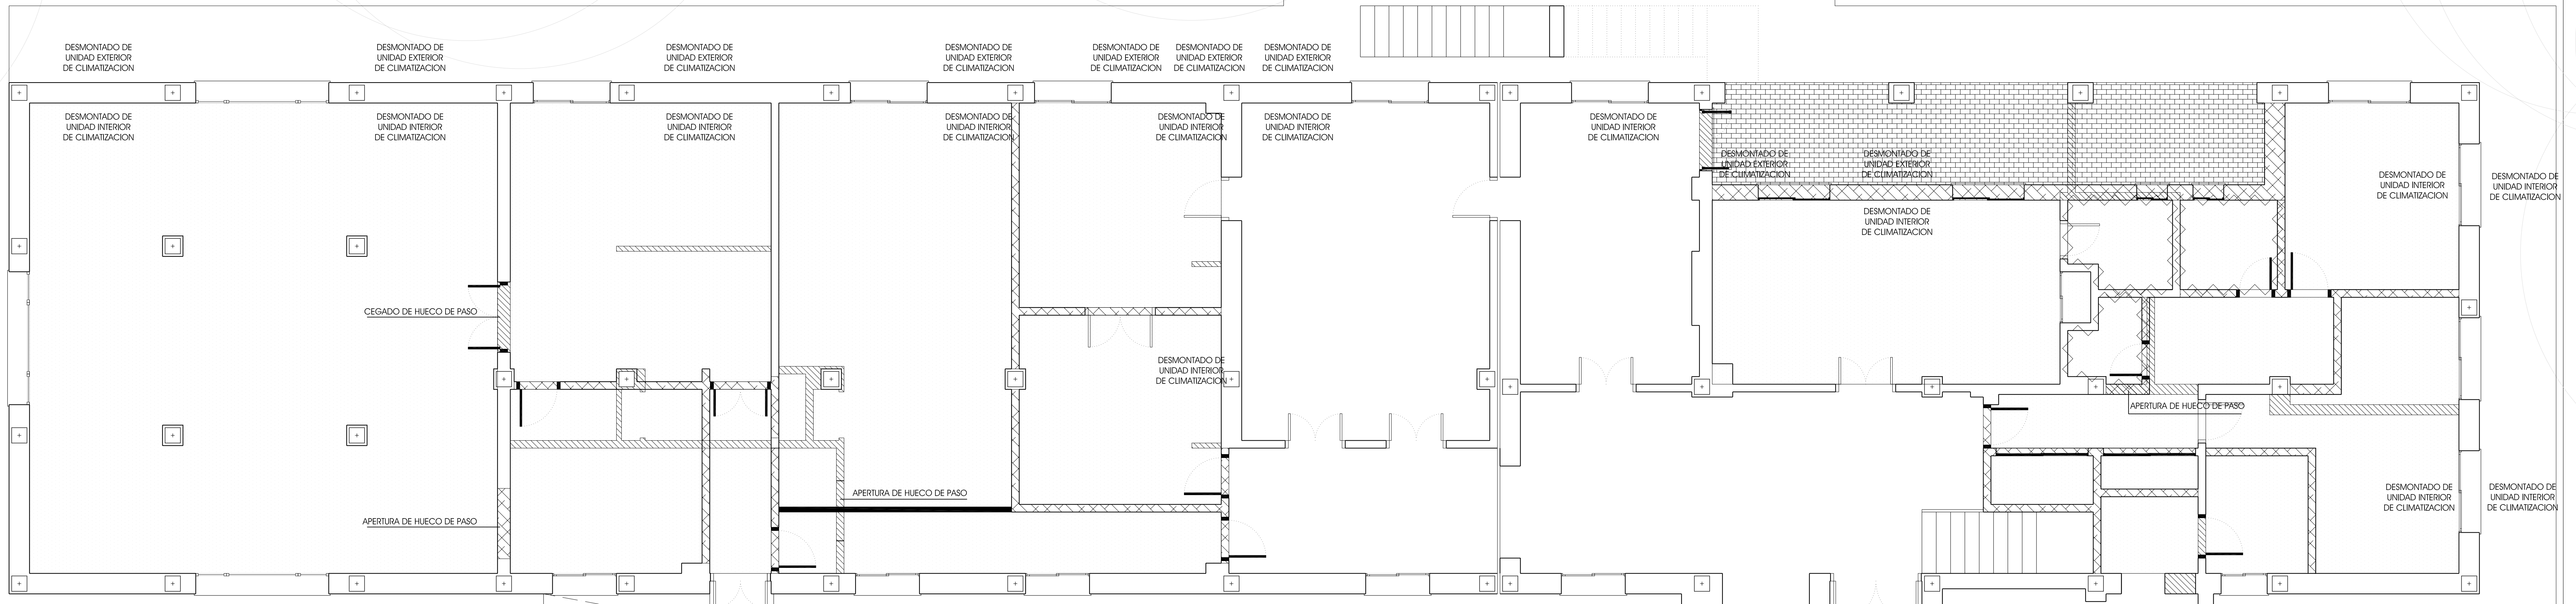 DESMONTADO DE
UNIDAD EXTERIOR
DE CLIMATIZACION
DESMONTADO DE
UNIDAD EXTERIOR
DE CLIMATIZACION
DESMONTADO DE
UNIDAD EXTERIOR
DE CLIMATIZACION
DESMONTADO DE
UNIDAD EXTERIOR
DE CLIMATIZACION
DESMONTADO DE
UNIDAD EXTERIOR
DE CLIMATIZACION
DESMONTADO DE
UNIDAD EXTERIOR
DE CLIMATIZACION
DESMONTADO DE
UNIDAD EXTERIOR
DE CLIMATIZACION
DESMONTADO DE
UNIDAD INTERIOR
DE CLIMATIZACION
DESMONTADO DE
UNIDAD INTERIOR
DE CLIMATIZACION
DESMONTADO DE
UNIDAD INTERIOR
DE CLIMATIZACION
DESMONTADO DE
UNIDAD INTERIOR
DE CLIMATIZACION
DESMONTADO DE
UNIDAD INTERIOR
DE CLIMATIZACION
DESMONTADO DE
UNIDAD INTERIOR
DE CLIMATIZACION
DESMONTADO DE
UNIDAD INTERIOR
DE CLIMATIZACION
DESMONTADO DE
UNIDAD EXTERIOR
DE CLIMATIZACION
DESMONTADO DE
UNIDAD EXTERIOR
DE CLIMATIZACION
DESMONTADO DE
UNIDAD INTERIOR
DE CLIMATIZACION
DESMONTADO DE
UNIDAD INTERIOR
DE CLIMATIZACION
DESMONTADO DE
UNIDAD INTERIOR
DE CLIMATIZACION
CEGADO DE HUECO DE PASO
DESMONTADO DE
UNIDAD INTERIOR
DE CLIMATIZACION
APERTURA DE HUECO DE PASO
APERTURA DE HUECO DE PASO
APERTURA DE HUECO DE PASO
DESMONTADO DE
UNIDAD INTERIOR
DE CLIMATIZACION
DESMONTADO DE
UNIDAD INTERIOR
DE CLIMATIZACION